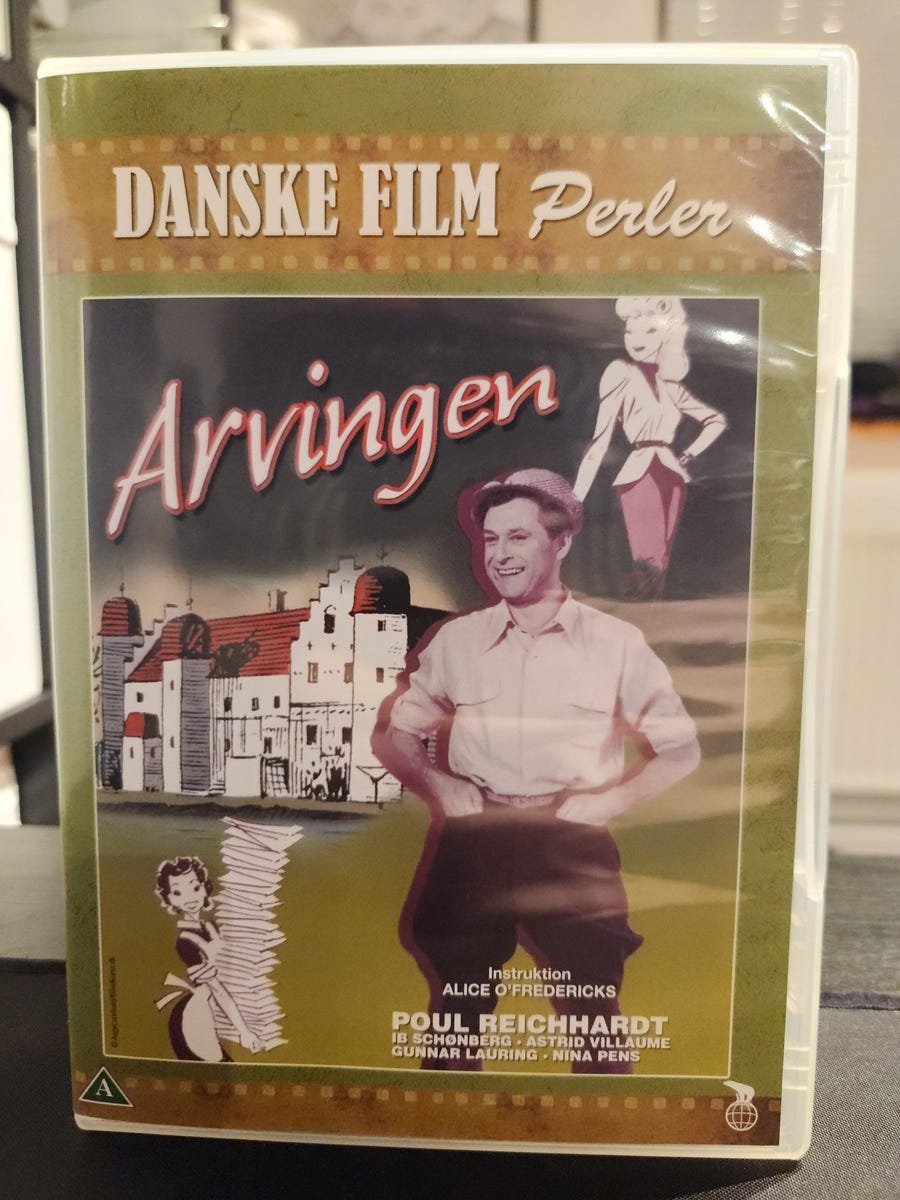 DANSKE FILM Perler
Arvingen
Instruktion
ALICE O'FREDERICKS
POUL REICHHARDT
IB SCHØNBERG · ASTRID VILLAUME
GUNNAR LAURING · NINA PENS
A